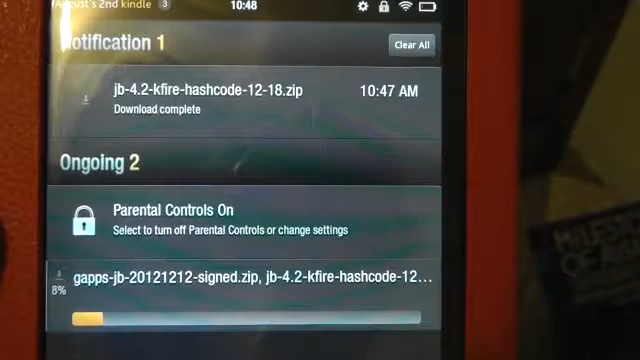 August's 2nd kindle 3 10:48
Notification 1 Clear All
jb-4.2-kfire-hashcode-12-18.zip 10:47 AM
Download complete
Ongoing 2
Parental Controls On
Select to turn off Parental Controls or change settings
gapps-jb-20121212-signed.zip, jb-4.2-kfire-hashcode-12...
8%